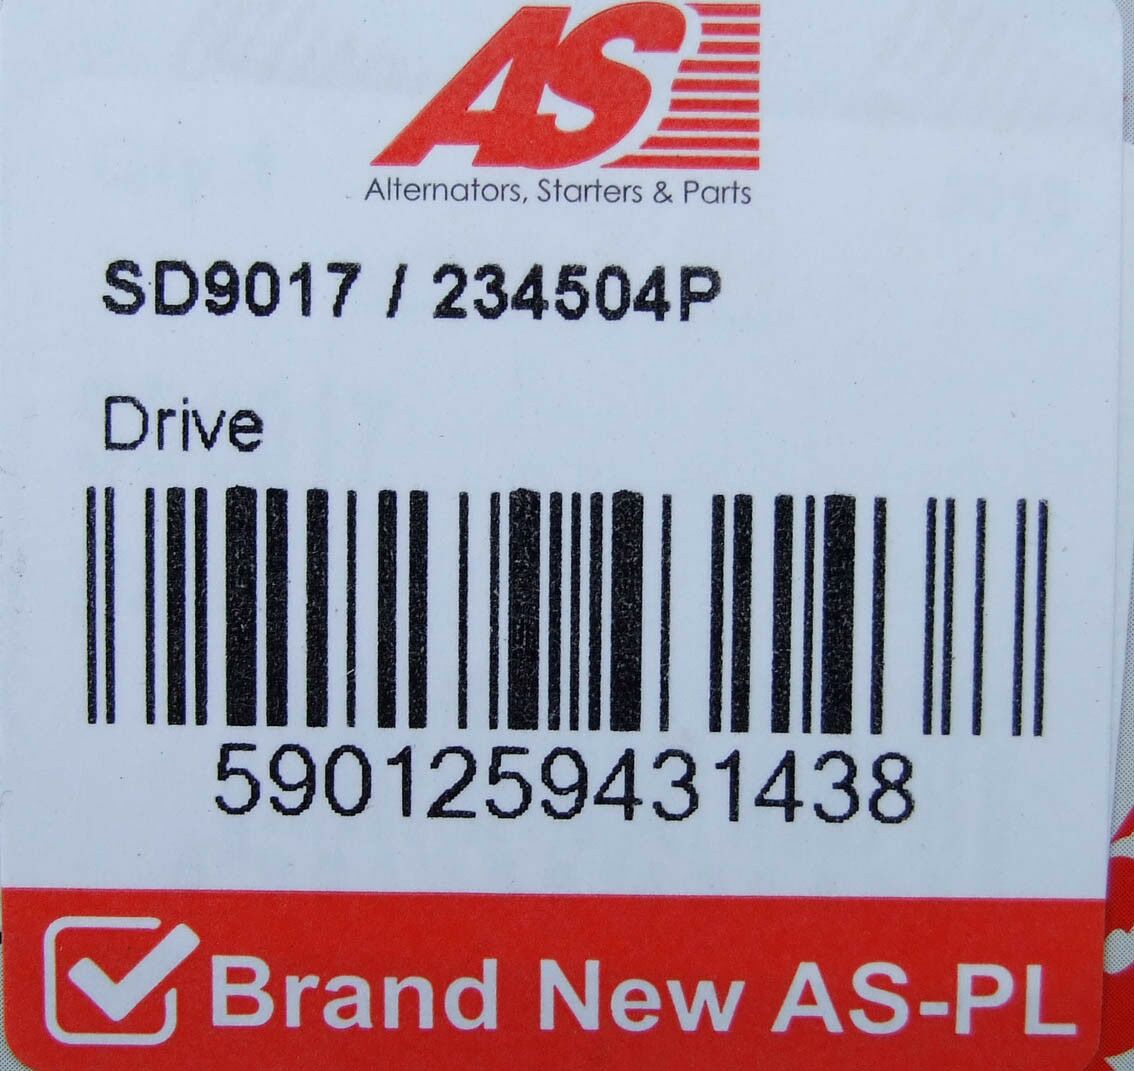 AS
Alternators, Starters & Parts
SD9017 / 234504P
Drive
5901259431438
Brand New AS-PL